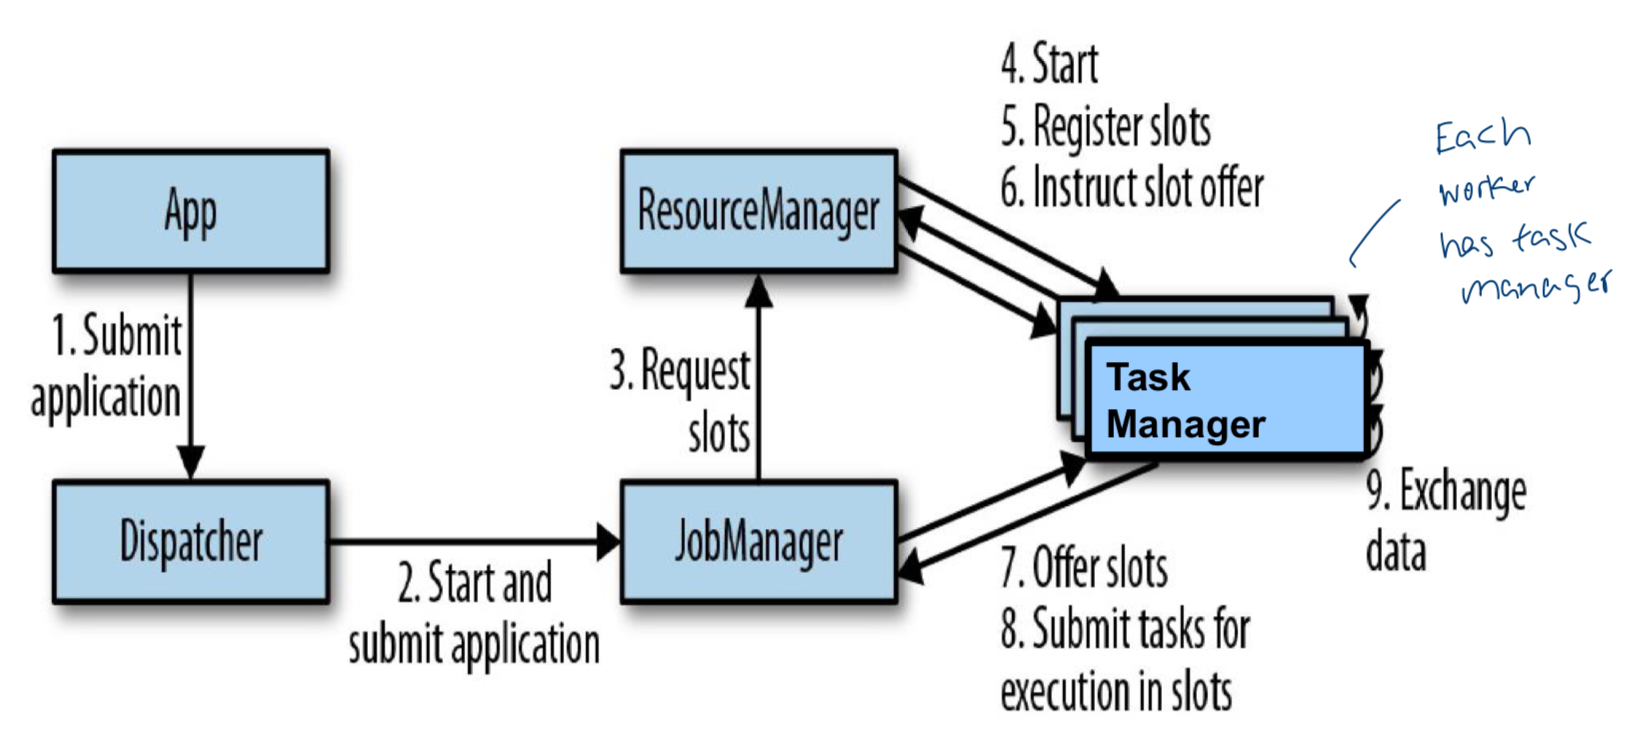 App
1. Submit
application
Dispatcher
2. Start and
submit application
ResourceManager
3. Request
slots
JobManager
4. Start
5. Register slots
6. Instruct slot offer
Each
worker
has task
manager
Task
Manager
7. Offer slots
8. Submit tasks for
execution in slots
9. Exchange
data